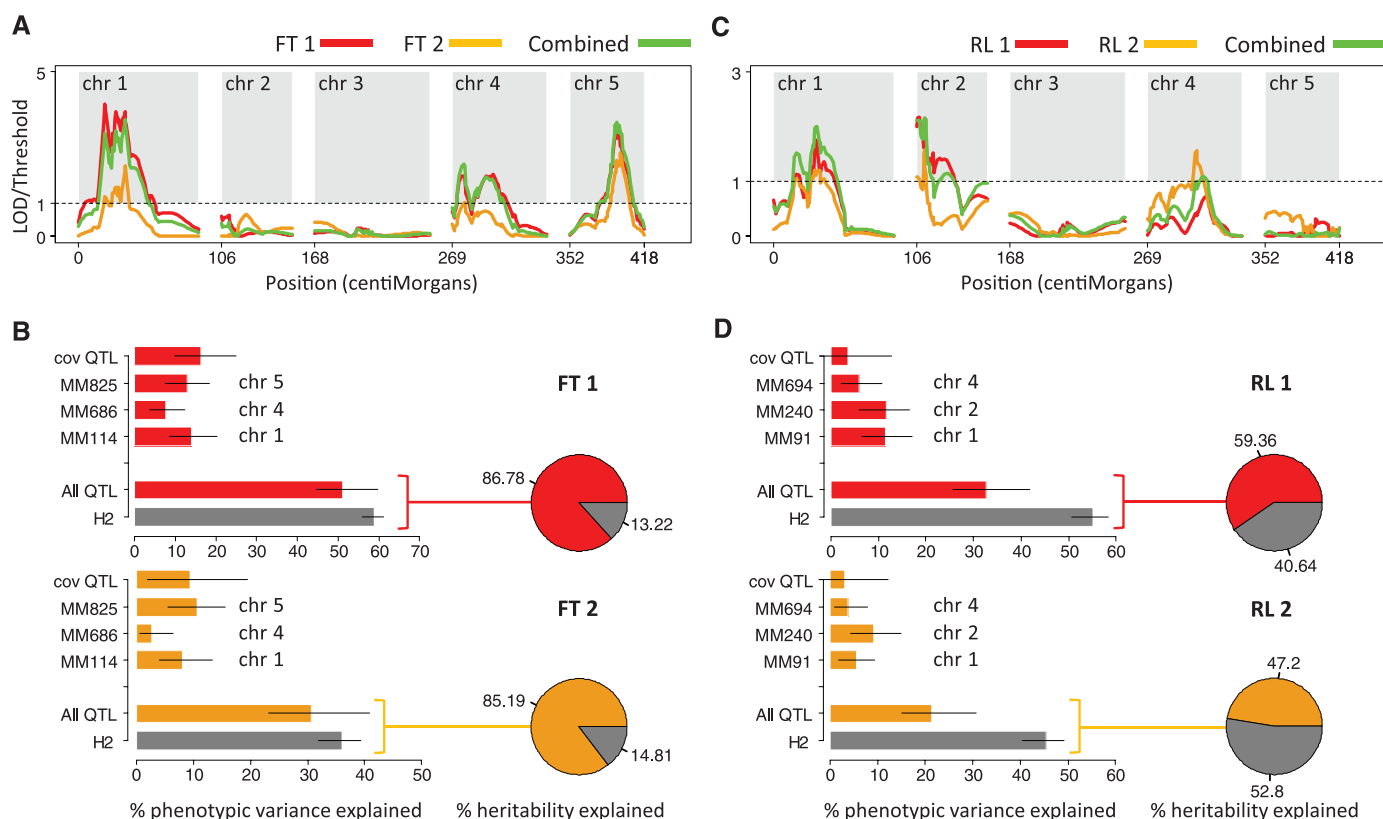 A
FT 1
FT 2
Combined
LOD/Threshold
5
1
0
chr 1
chr 2
chr 3
chr 4
chr 5
0
106
168
269
352
418
Position (centiMorgans)
C
RL 1
RL 2
Combined
3
1
0
chr 1
chr 2
chr 3
chr 4
chr 5
0
106
168
269
352
418
Position (centiMorgans)
B
cov QTL
MM825
chr 5
MM686
chr 4
MM114
chr 1
All QTL
H2
0 10 20 30 40 50 60 70
FT 1
86.78
13.22
cov QTL
MM825
chr 5
MM686
chr 4
MM114
chr 1
All QTL
H2
0 10 20 30 40 50
FT 2
85.19
14.81
% phenotypic variance explained
% heritability explained
D
cov QTL
MM694
chr 4
MM240
chr 2
MM91
chr 1
All QTL
H2
0 10 20 30 40 50 60
RL 1
59.36
40.64
cov QTL
MM694
chr 4
MM240
chr 2
MM91
chr 1
All QTL
H2
0 10 20 30 40 50 60
RL 2
47.2
52.8
% phenotypic variance explained
% heritability explained